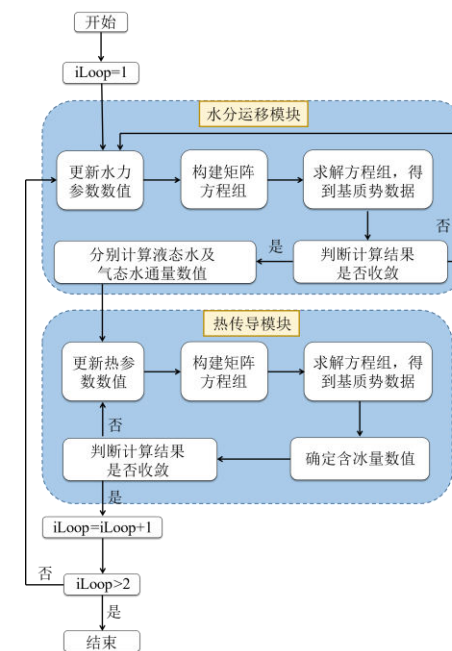 开始
iLoop=1
水分运移模块
更新水力
参数数值
构建矩阵
方程组
求解方程组，得
到基质势数据
否
是
分别计算液态水及
气态水通量数值
判断计算结果
是否收敛
热传导模块
更新热参
数数值
构建矩阵
方程组
求解方程组，得
到基质势数据
否
判断计算结果
是否收敛
确定含冰量数值
是
iLoop=iLoop+1
否
iLoop>2
是
结束